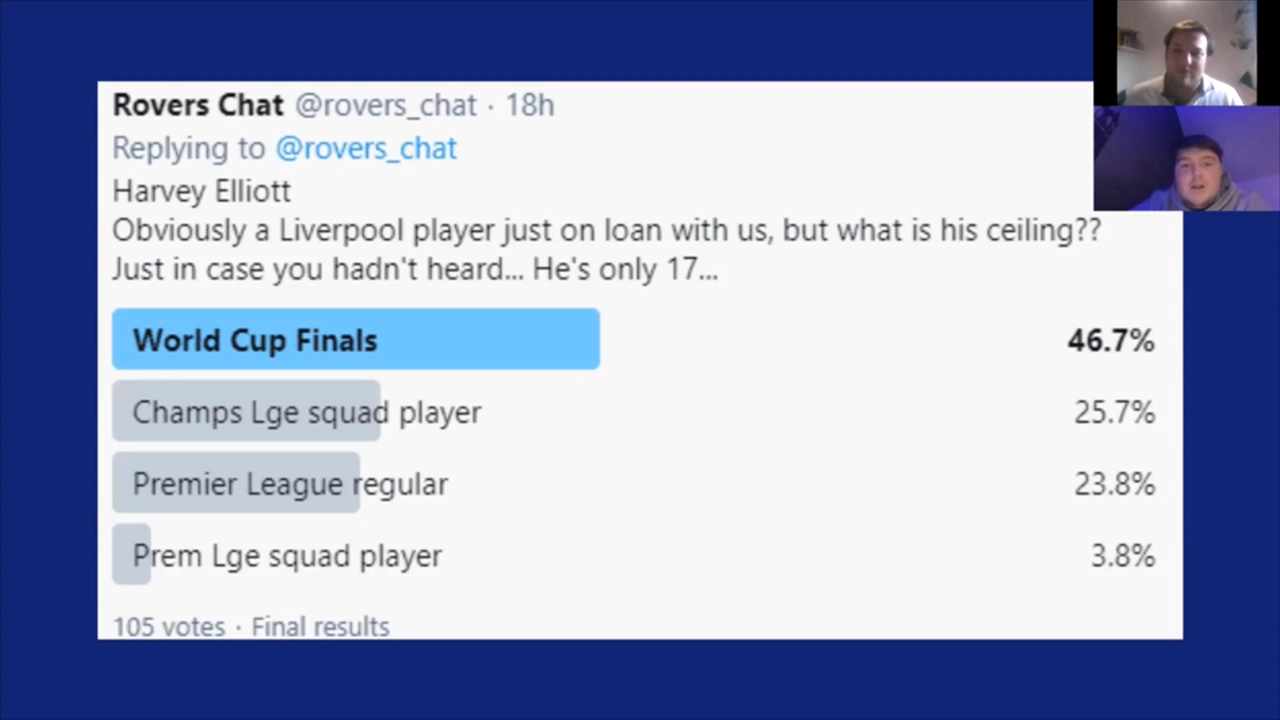 Rovers Chat @rovers_chat · 18h
Replying to @rovers_chat
Harvey Elliott
Obviously a Liverpool player just on loan with us, but what is his ceiling??
Just in case you hadn't heard... He's only 17...
World Cup Finals 46.7%
Champs Lge squad player 25.7%
Premier League regular 23.8%
Prem Lge squad player 3.8%
105 votes · Final results